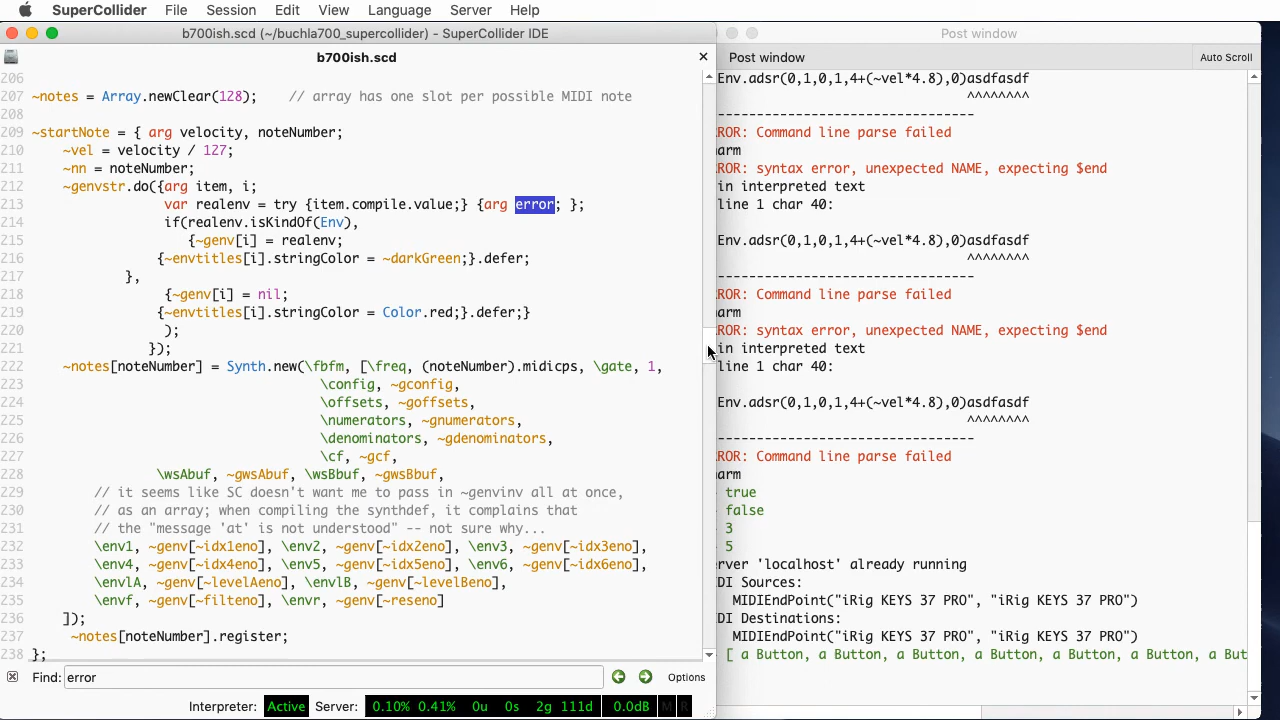 SuperCollider File Session Edit View Language Server Help
b700ish.scd (~/buchla700_supercollider) - SuperCollider IDE
b700ish.scd
206
207 ~notes = Array.newClear(128);    // array has one slot per possible MIDI note
208
209 ~startNote = { arg velocity, noteNumber;
210 ~vel = velocity / 127;
211 ~nn = noteNumber;
212 ~genvstr.do({arg item, i;
213 var realenv = try {item.compile.value;} {arg error; };
214 if(realenv.isKindOf(Env),
215 {~genv[i] = realenv;
216 {~envtitles[i].stringColor = ~darkGreen;}.defer;
217 },
218 {~genv[i] = nil;
219 {~envtitles[i].stringColor = Color.red;}.defer;}
220 );
221 });
222 ~notes[noteNumber] = Synth.new(\fbfm, [\freq, (noteNumber).midicps, \gate, 1,
223 \config, ~gconfig,
224 \offsets, ~goffsets,
225 \numerators, ~gnumerators,
226 \denominators, ~gdenominators,
227 \cf, ~gcf,
228 \wsAbuf, ~gwsAbuf, \wsBbuf, ~gwsBbuf,
229 // it seems like SC doesn't want me to pass in ~genvinv all at once,
230 // as an array; when compiling the synthdef, it complains that
231 // the "message 'at' is not understood" -- not sure why...
232 \env1, ~genv[~idx1eno], \env2, ~genv[~idx2eno], \env3, ~genv[~idx3eno],
233 \env4, ~genv[~idx4eno], \env5, ~genv[~idx5eno], \env6, ~genv[~idx6eno],
234 \envlA, ~genv[~levelAeno], \envlB, ~genv[~levelBeno],
235 \envf, ~genv[~filteno], \envr, ~genv[~reseno]
236 ]);
237 ~notes[noteNumber].register;
238 };
Find: error Options
Interpreter: Active Server: 0.10% 0.41% 0u 0s 2g 111d 0.0dB M R
Post window
Post window Auto Scroll
Env.adsr(0,1,0,1,4+(~vel*4.8),0)asdfasdf
^^^^^^^^
-----------------------------------
ROR: Command line parse failed
arm
ROR: syntax error, unexpected NAME, expecting $end
in interpreted text
line 1 char 40:
Env.adsr(0,1,0,1,4+(~vel*4.8),0)asdfasdf
^^^^^^^^
-----------------------------------
ROR: Command line parse failed
arm
ROR: syntax error, unexpected NAME, expecting $end
in interpreted text
line 1 char 40:
Env.adsr(0,1,0,1,4+(~vel*4.8),0)asdfasdf
^^^^^^^^
-----------------------------------
ROR: Command line parse failed
arm
true
false
3
5
rver 'localhost' already running
DI Sources:
MIDIEndPoint("iRig KEYS 37 PRO", "iRig KEYS 37 PRO")
DI Destinations:
MIDIEndPoint("iRig KEYS 37 PRO", "iRig KEYS 37 PRO")
[ a Button, a Button, a Button, a Button, a Button, a Button, a But